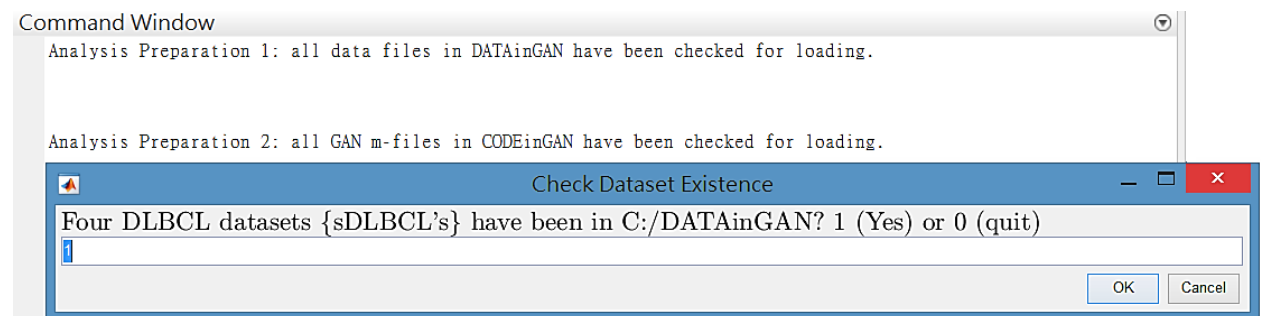 Command Window
Analysis Preparation 1: all data files in DATAinGAN have been checked for loading.
Analysis Preparation 2: all GAN m-files in CODEinGAN have been checked for loading.
Check Dataset Existence
Four DLBCL datasets {sDLBCL's} have been in C:/DATAinGAN? 1 (Yes) or 0 (quit)
1
OK Cancel